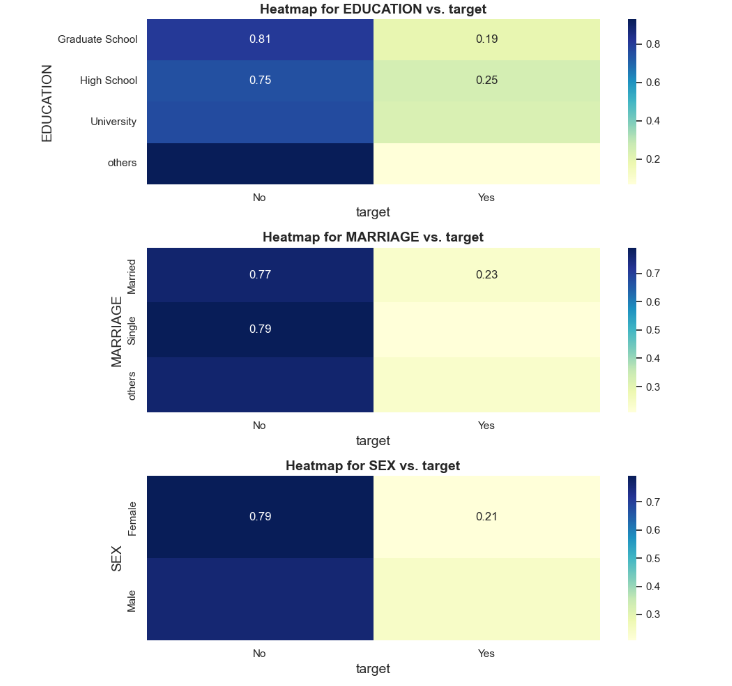 Heatmap for EDUCATION vs. target
EDUCATION
Graduate School 0.81 0.19
High School 0.75 0.25
University
others
No Yes
target
0.8
0.6
0.4
0.2
Heatmap for MARRIAGE vs. target
MARRIAGE
Married 0.77 0.23
Single 0.79
others
No Yes
target
0.7
0.6
0.5
0.4
0.3
Heatmap for SEX vs. target
SEX
Female 0.79 0.21
Male
No Yes
target
0.7
0.6
0.5
0.4
0.3